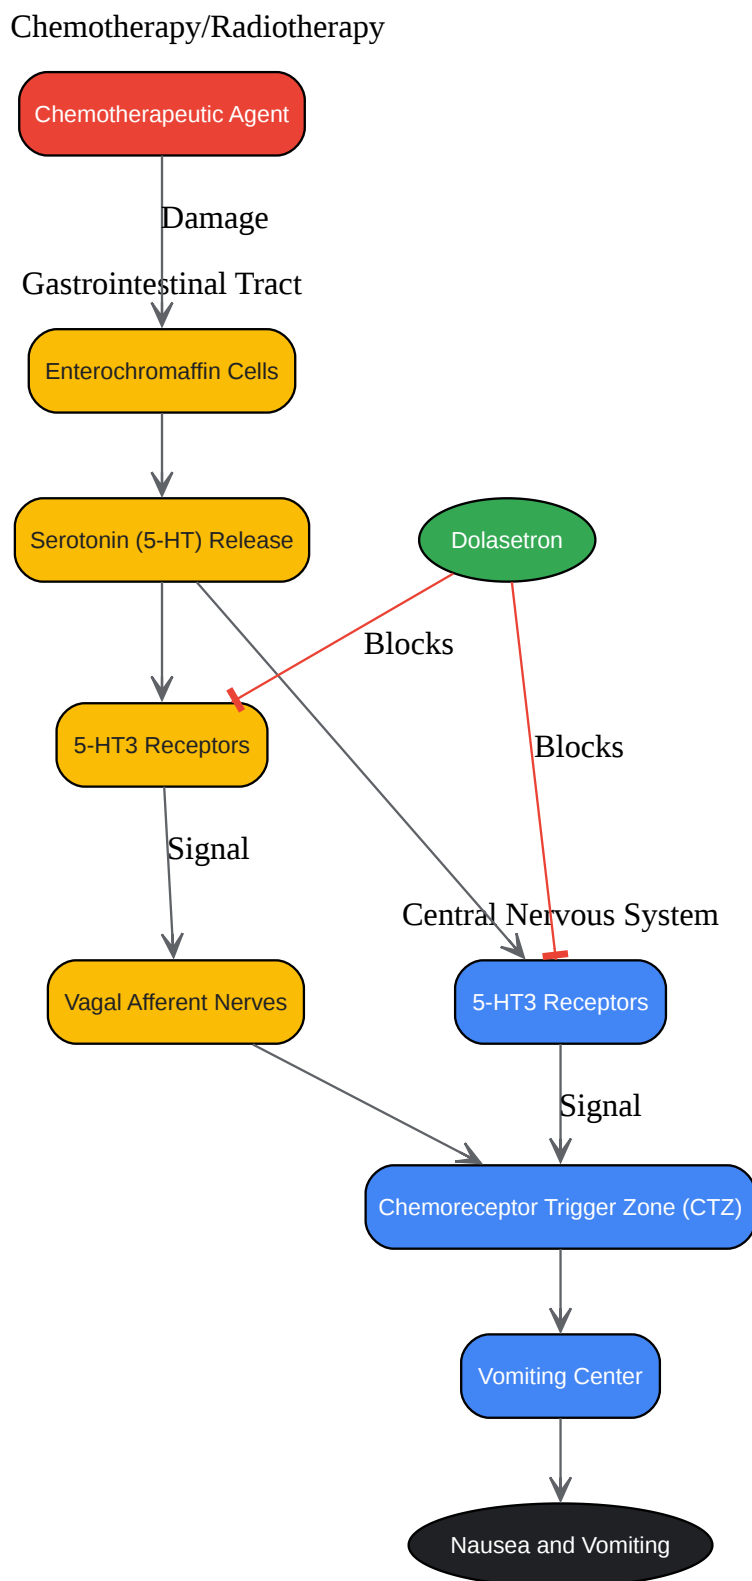 Chemotherapy/Radiotherapy
Chemotherapeutic Agent
Damage
Gastrointestinal Tract
Enterochromaffin Cells
Serotonin (5-HT) Release
Dolasetron
Blocks
5-HT3 Receptors
Blocks
Signal
Central Nervous System
Vagal Afferent Nerves
5-HT3 Receptors
Signal
Chemoreceptor Trigger Zone (CTZ)
Vomiting Center
Nausea and Vomiting